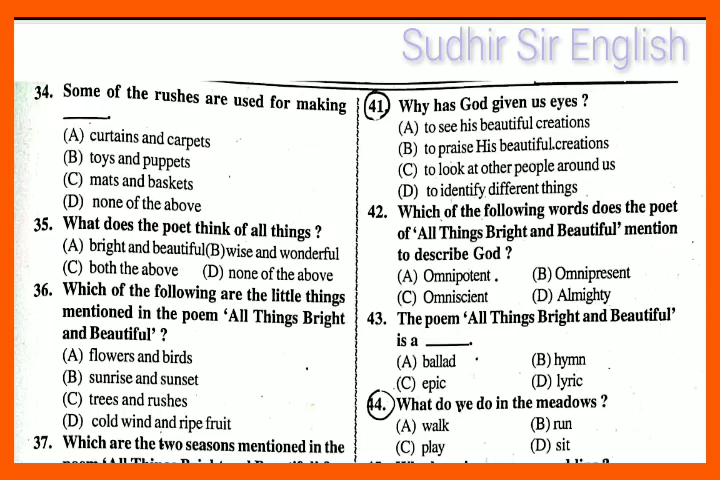 Sudhir Sir English
34. Some of the rushes are used for making
______.
(A) curtains and carpets
(B) toys and puppets
(C) mats and baskets
(D) none of the above
35. What does the poet think of all things ?
(A) bright and beautiful(B)wise and wonderful
(C) both the above (D) none of the above
36. Which of the following are the little things
mentioned in the poem ‘All Things Bright
and Beautiful’ ?
(A) flowers and birds
(B) sunrise and sunset
(C) trees and rushes
(D) cold wind and ripe fruit
37. Which are the two seasons mentioned in the
41. Why has God given us eyes ?
(A) to see his beautiful creations
(B) to praise His beautiful.creations
(C) to look at other people around us
(D) to identify different things
42. Which of the following words does the poet
of ‘All Things Bright and Beautiful’ mention
to describe God ?
(A) Omnipotent . (B) Omnipresent
(C) Omniscient (D) Almighty
43. The poem ‘All Things Bright and Beautiful’
is a ______.
(A) ballad (B) hymn
(C) epic (D) lyric
44. What do we do in the meadows ?
(A) walk (B) run
(C) play (D) sit